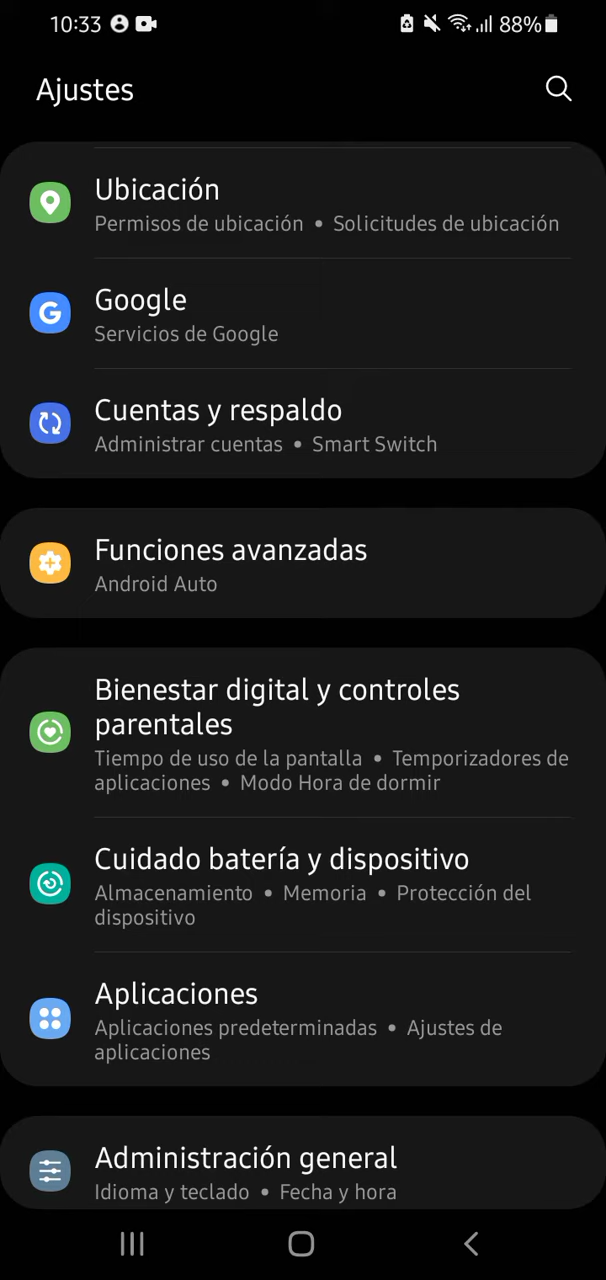 10:33 88%
Ajustes
Ubicación
Permisos de ubicación • Solicitudes de ubicación
Google
Servicios de Google
Cuentas y respaldo
Administrar cuentas • Smart Switch
Funciones avanzadas
Android Auto
Bienestar digital y controles
parentales
Tiempo de uso de la pantalla • Temporizadores de
aplicaciones • Modo Hora de dormir
Cuidado batería y dispositivo
Almacenamiento • Memoria • Protección del
dispositivo
Aplicaciones
Aplicaciones predeterminadas • Ajustes de
aplicaciones
Administración general
Idioma y teclado • Fecha y hora